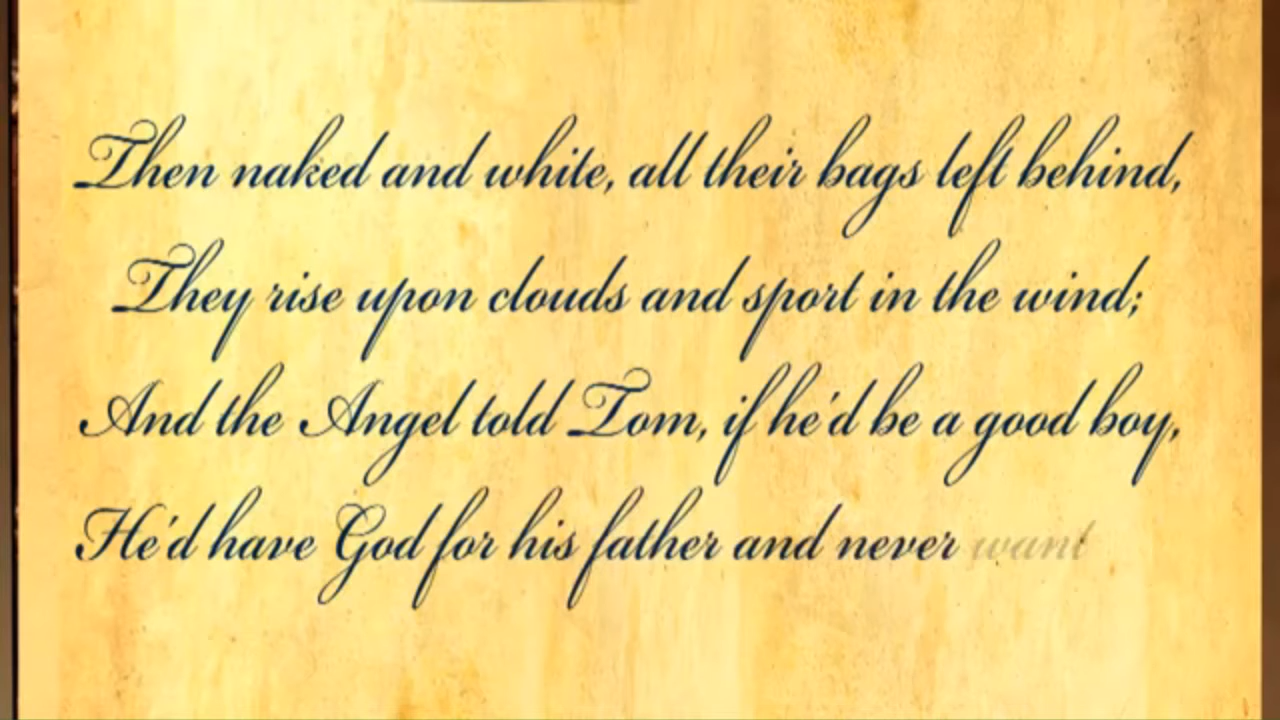 Then naked and white, all their bags left behind,
They rise upon clouds and sport in the wind;
And the Angel told Tom, if he'd be a good boy,
He'd have God for his father and never want